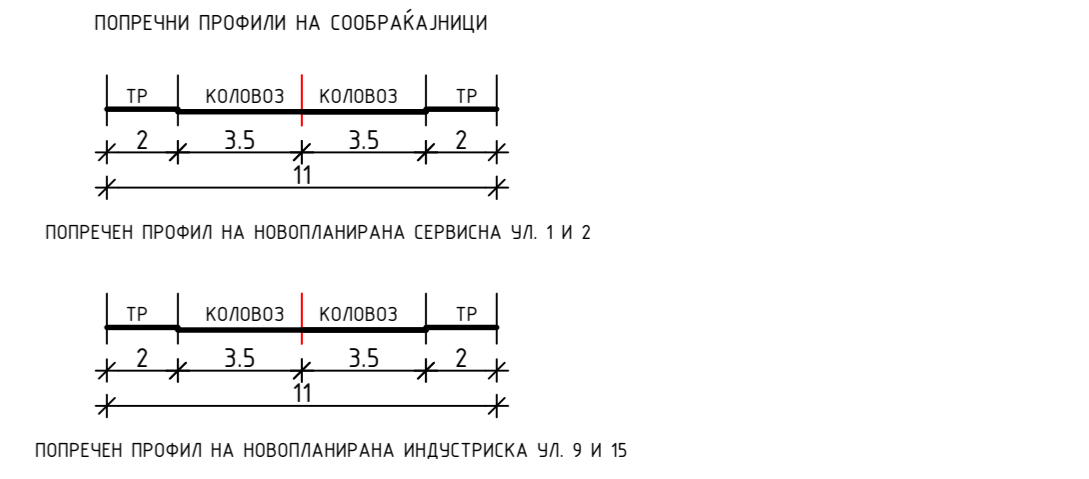 ПОПРЕЧНИ ПРОФИЛИ НА СООБРАЌАЈНИЦИ
ТР КОЛОВОЗ КОЛОВОЗ ТР
2 3.5 3.5 2
11
ПОПРЕЧЕН ПРОФИЛ НА НОВОПЛАНИРАНА СЕРВИСНА УЛ. 1 И 2
ТР КОЛОВОЗ КОЛОВОЗ ТР
2 3.5 3.5 2
11
ПОПРЕЧЕН ПРОФИЛ НА НОВОПЛАНИРАНА ИНДУСТРИСКА УЛ. 9 И 15